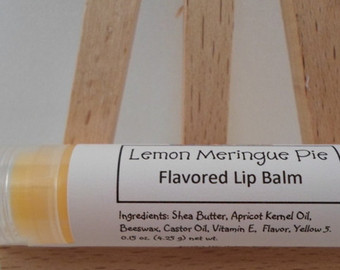 Lemon Meringue Pie
Flavored Lip Balm
Ingredients: Shea Butter, Apricot Kernel Oil,
Beeswax, Castor Oil, Vitamin E, Flavor, Yellow 5.
0.15 oz. (4.25 g) net wt.